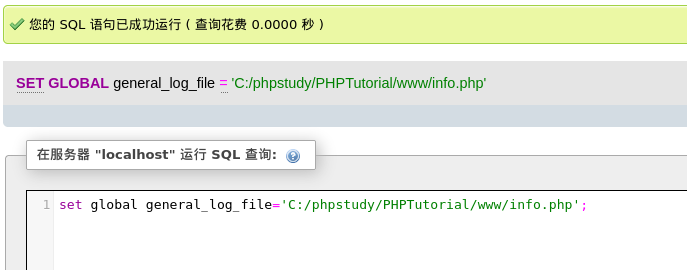 您的 SQL 语句已成功运行 ( 查询花费 0.0000 秒 )
SET GLOBAL general_log_file = 'C:/phpstudy/PHPTutorial/www/info.php'
在服务器 "localhost" 运行 SQL 查询:
1 set global general_log_file='C:/phpstudy/PHPTutorial/www/info.php';